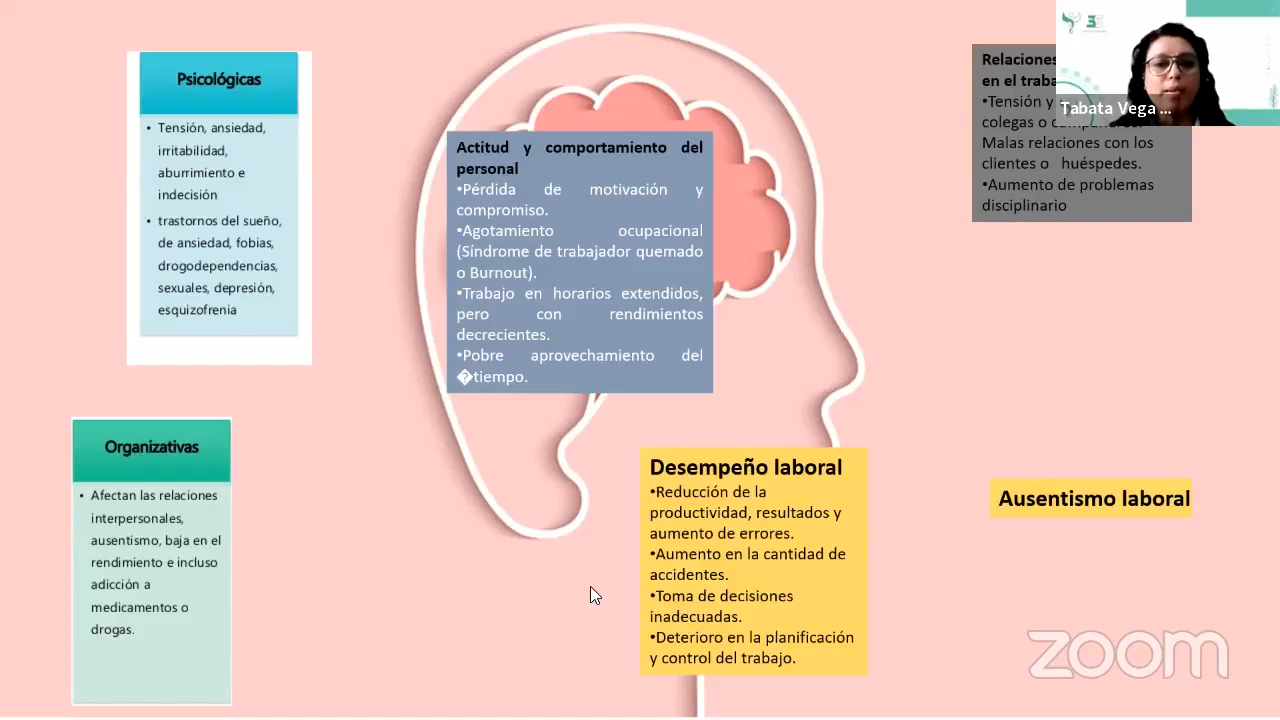 Psicológicas
• Tensión, ansiedad,
irritabilidad,
aburrimiento e
indecisión
• trastornos del sueño,
de ansiedad, fobias,
drogodependencias,
sexuales, depresión,
esquizofrenia
Organizativas
• Afectan las relaciones
interpersonales,
ausentismo, baja en el
rendimiento e incluso
adicción a
medicamentos o
drogas.
Actitud y comportamiento del
personal
•Pérdida de motivación y
compromiso.
•Agotamiento ocupacional
(Síndrome de trabajador quemado
o Burnout).
•Trabajo en horarios extendidos,
pero con rendimientos
decrecientes.
•Pobre aprovechamiento del
�tiempo.
Desempeño laboral
•Reducción de la
productividad, resultados y
aumento de errores.
•Aumento en la cantidad de
accidentes.
•Toma de decisiones
inadecuadas.
•Deterioro en la planificación
y control del trabajo.
Relaciones
en el
•Tensión y
colegas o
Malas relaciones con los
clientes o huéspedes.
•Aumento de problemas
disciplinario
Tabata Vega ...
Ausentismo laboral
zoom